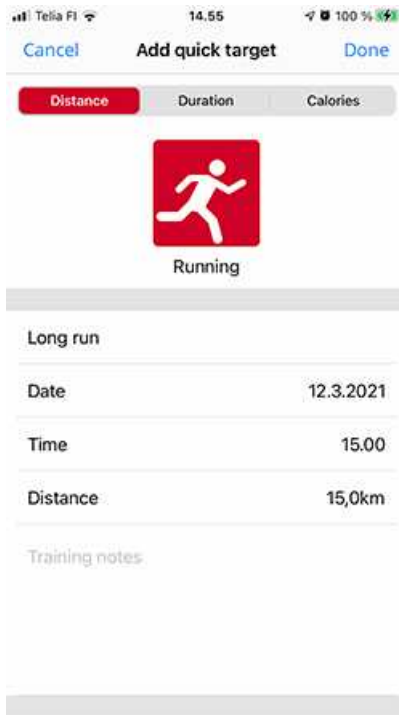 Telia FI 14.55 100 %
Cancel Add quick target Done
Distance Duration Calories
Running
Long run
Date 12.3.2021
Time 15.00
Distance 15,0km
Training notes